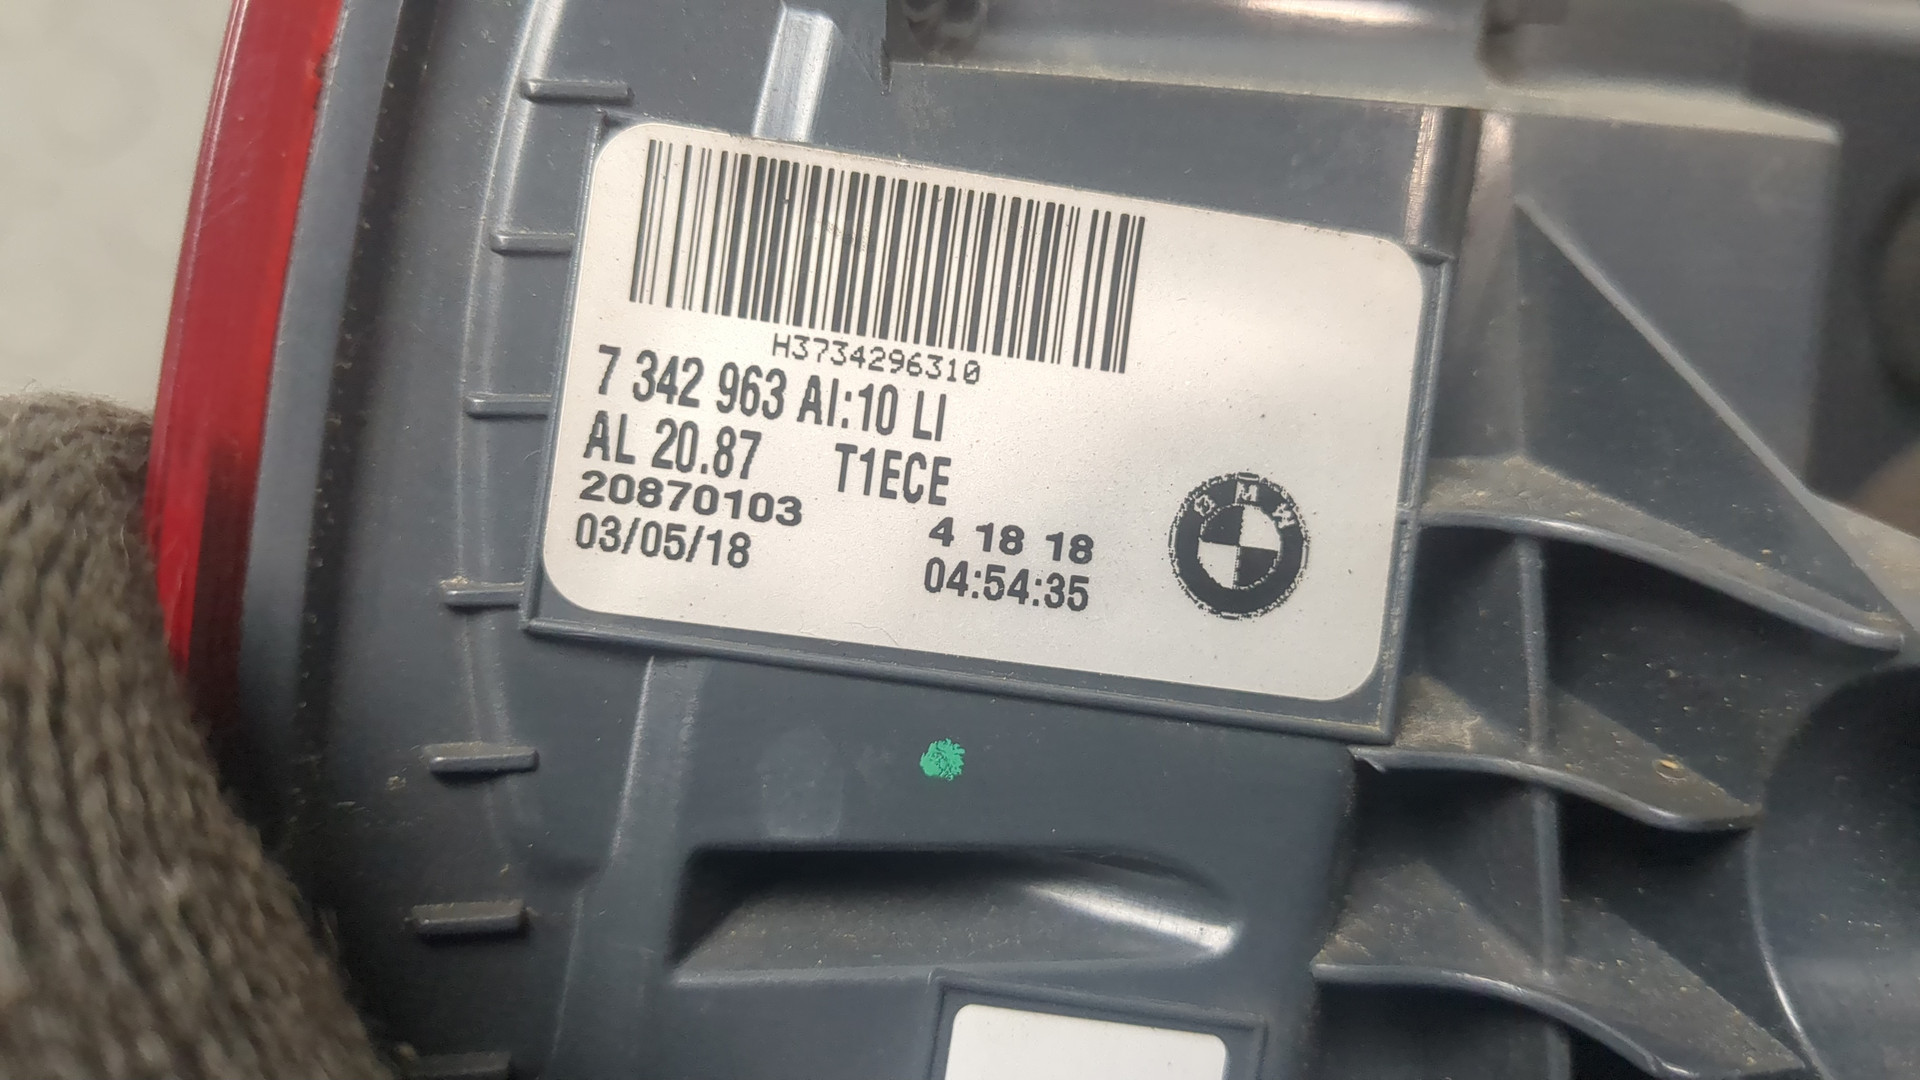 H3734296310
7 342 963 AI:10 LI
AL 20.87 T1ECE
20870103 4 18 18
03/05/18 04:54:35
BMW